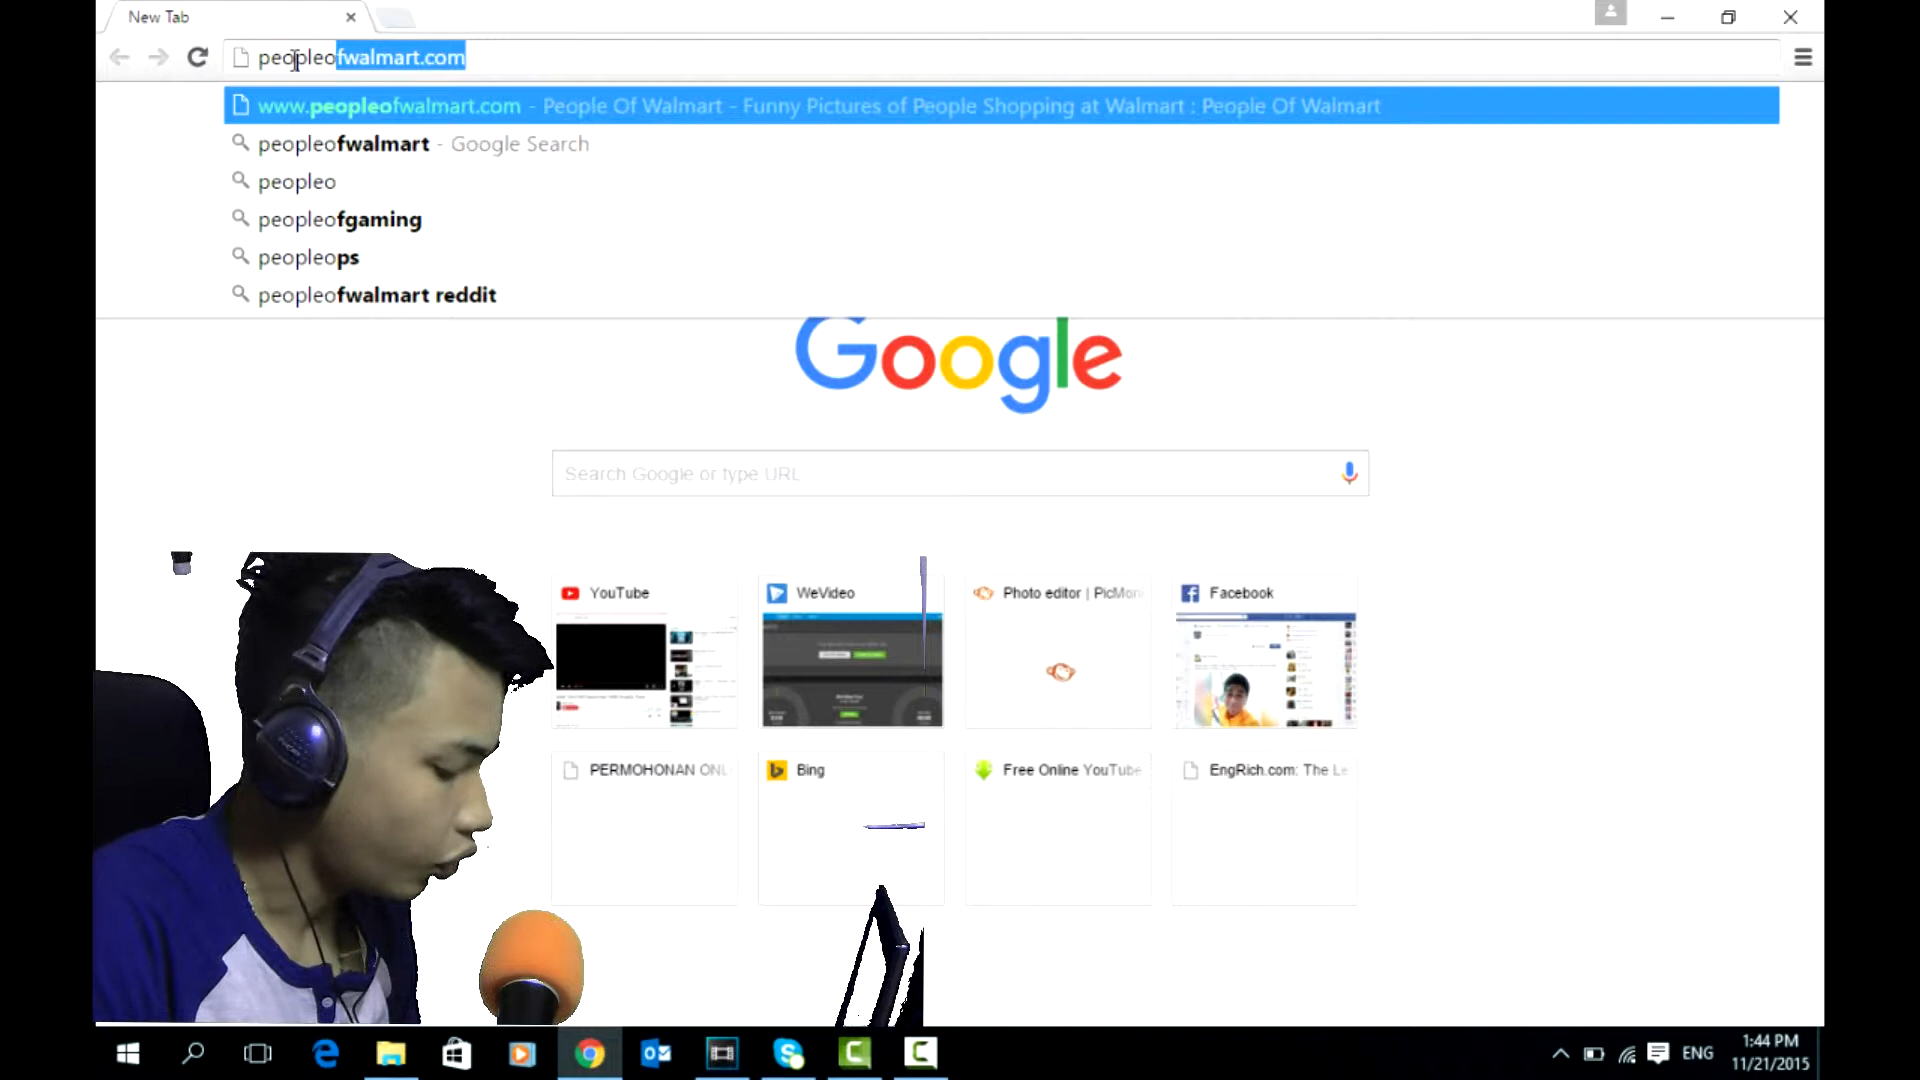 New Tab
peopleofwalmart.com
www.peopleofwalmart.com - People Of Walmart - Funny Pictures of People Shopping at Walmart : People Of Walmart
peopleofwalmart - Google Search
peopleo
peopleofgaming
peopleops
peopleofwalmart reddit
Google
Search Google or type URL
YouTube
WeVideo
Photo editor | PicMon
Facebook
PERMOHONAN ONL
Bing
Free Online YouTube
EngRich.com: The Le
ENG
1:44 PM
11/21/2015